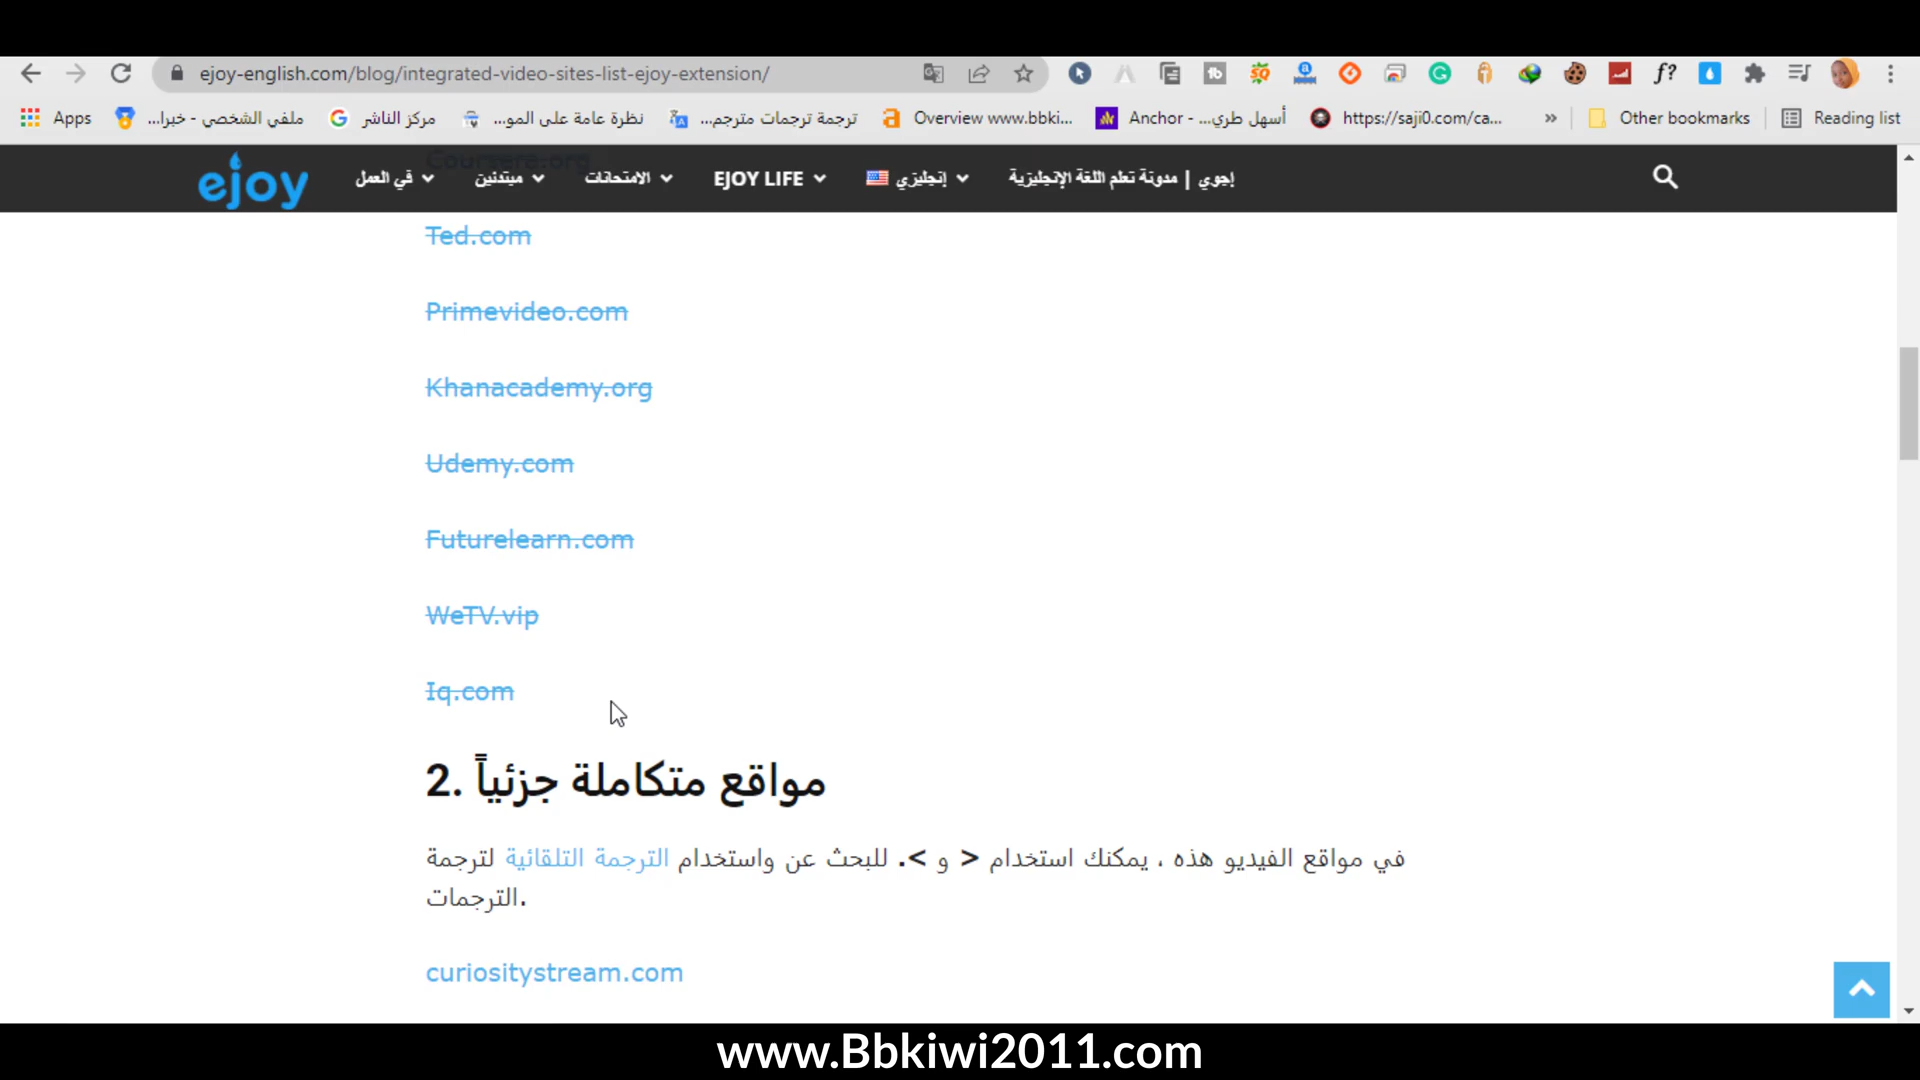 ejoy-english.com/blog/integrated-video-sites-list-ejoy-extension/
Apps
ملفي الشخصي - خبرا...
مركز الناشر
نظرة عامة على المو...
ترجمة ترجمات مترجم...
Overview www.bbki...
Anchor - أسهل طري...
https://saji0.com/ca...
»
Other bookmarks
Reading list
Coursera.org
ejoy
في العمل
مبتدئين
الامتحانات
EJOY LIFE
إنجليزي
إجوي | مدونة تعلم اللغة الإنجليزية
Ted.com
Primevideo.com
Khanacademy.org
Udemy.com
Futurelearn.com
WeTV.vip
Iq.com
2. مواقع متكاملة جزئياً
في مواقع الفيديو هذه ، يمكنك استخدام < و >. للبحث عن واستخدام الترجمة التلقائية لترجمة
الترجمات.
curiositystream.com
www.Bbkiwi2011.com